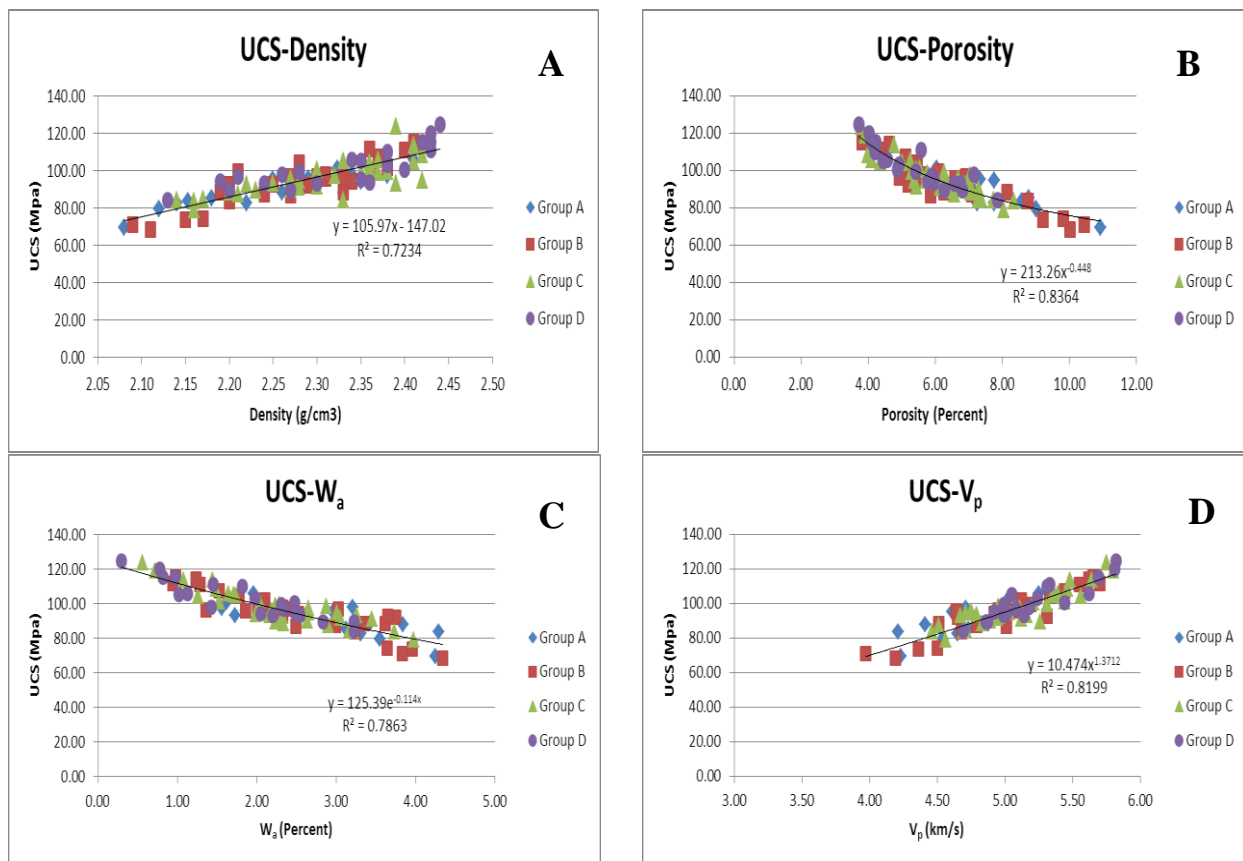 UCS-Density
A
UCS (Mpa)
140.00
120.00
100.00
80.00
60.00
40.00
20.00
0.00
2.05 2.10 2.15 2.20 2.25 2.30 2.35 2.40 2.45 2.50
Density (g/cm3)
y = 105.97x - 147.02
R² = 0.7234
Group A
Group B
Group C
Group D
UCS-Porosity
B
UCS (Mpa)
140.00
120.00
100.00
80.00
60.00
40.00
20.00
0.00
0.00 2.00 4.00 6.00 8.00 10.00 12.00
Porosity (Percent)
y = 213.26x^-0.448
R² = 0.8364
Group A
Group B
Group C
Group D
UCS-Wₐ
C
UCS (Mpa)
140.00
120.00
100.00
80.00
60.00
40.00
20.00
0.00
0.00 1.00 2.00 3.00 4.00 5.00
Wₐ (Percent)
y = 125.39e^-0.114x
R² = 0.7863
Group A
Group B
Group C
Group D
UCS-Vₚ
D
UCS (Mpa)
140.00
120.00
100.00
80.00
60.00
40.00
20.00
0.00
3.00 3.50 4.00 4.50 5.00 5.50 6.00
Vₚ (km/s)
y = 10.474x^1.3712
R² = 0.8199
Group A
Group B
Group C
Group D